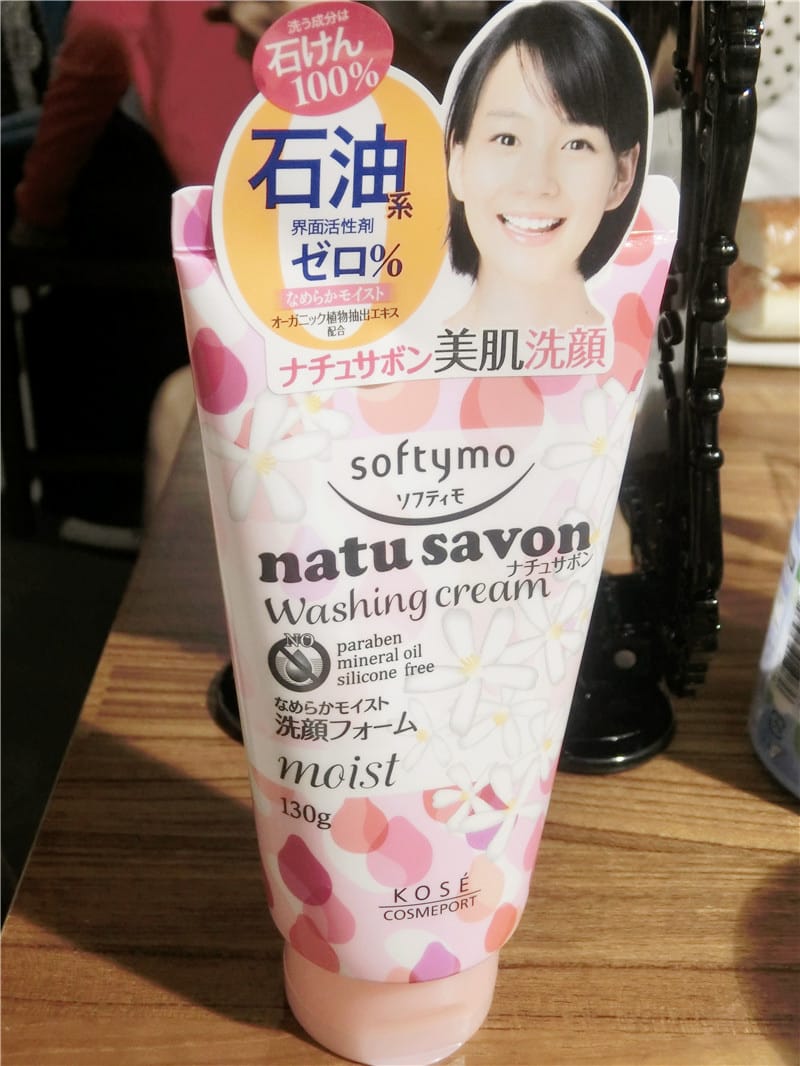 洗う成分は
石けん
100%
石油系
界面活性剤
ゼロ%
なめらかモイスト
オーガニック植物抽出エキス
配合
ナチュサボン美肌洗顔
softymo
ソフティモ
natu savon
ナチュサボン
Washing cream
NO
paraben
mineral oil
silicone free
なめらかモイスト
洗顔フォーム
moist
130g
KOSÉ
COSMEPORT